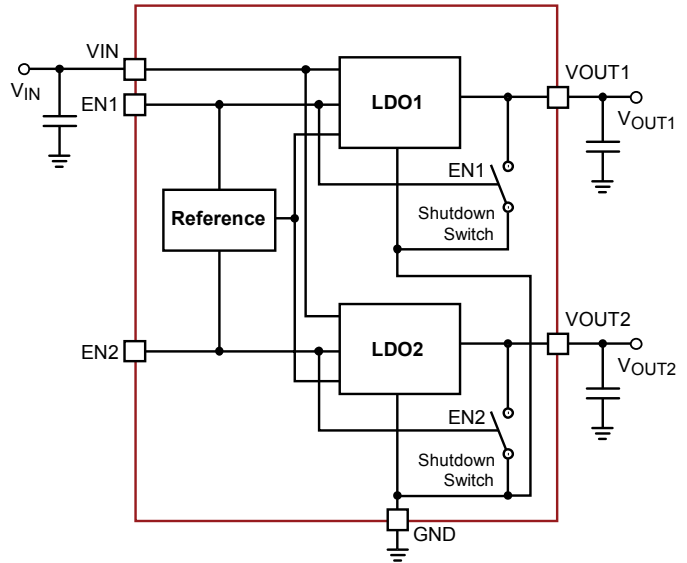 VIN
VIN
EN1
LDO1
VOUT1
VOUT1
EN1
Shutdown
Switch
Reference
EN2
LDO2
VOUT2
VOUT2
EN2
Shutdown
Switch
GND